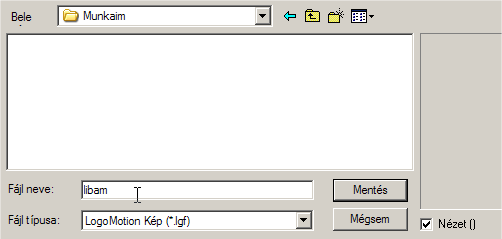 Bele
Munkaim
Fájl neve:
libam
Mentés
Fájl típusa:
LogoMotion Kép (*.lgf)
Mégsem
Nézet ()